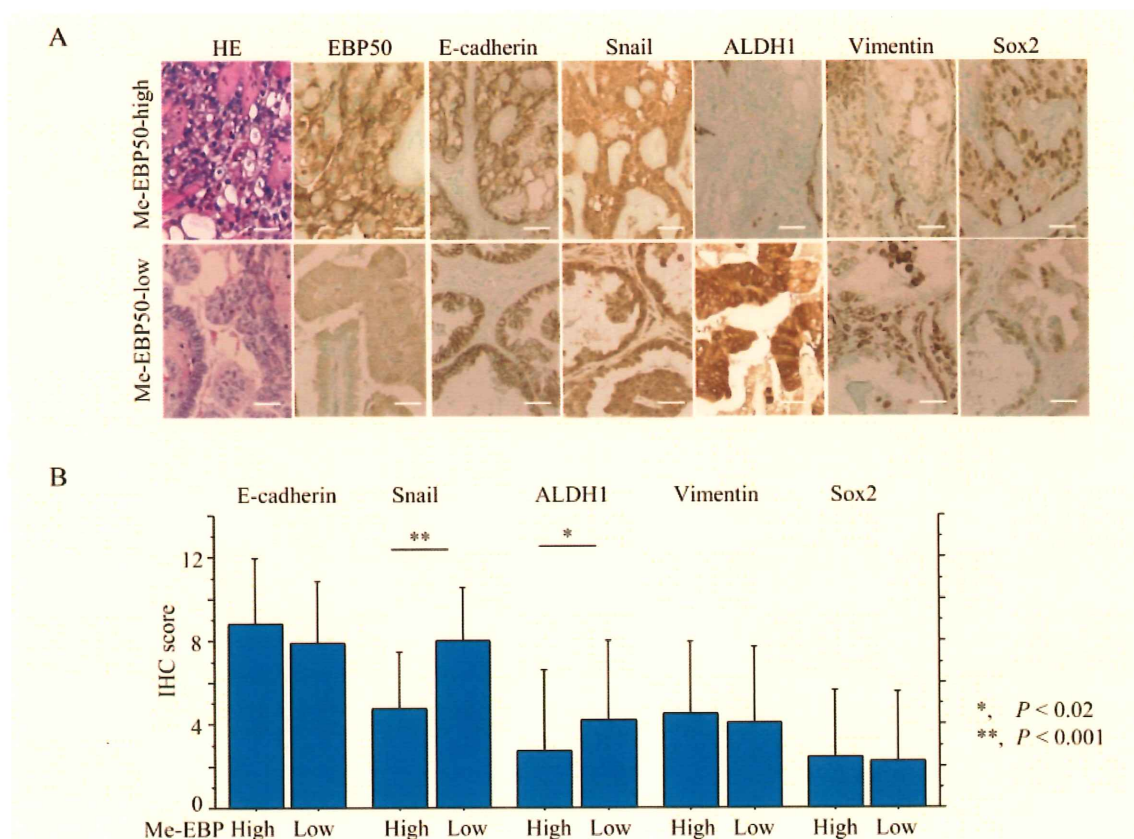 A
HE EBP50 E-cadherin Snail ALDH1 Vimentin Sox2
Me-EBP50-high
Me-EBP50-low
B
E-cadherin Snail ALDH1 Vimentin Sox2
** *
IHC score
12
8
4
0
*, P < 0.02
**, P < 0.001
Me-EBP High Low High Low High Low High Low High Low